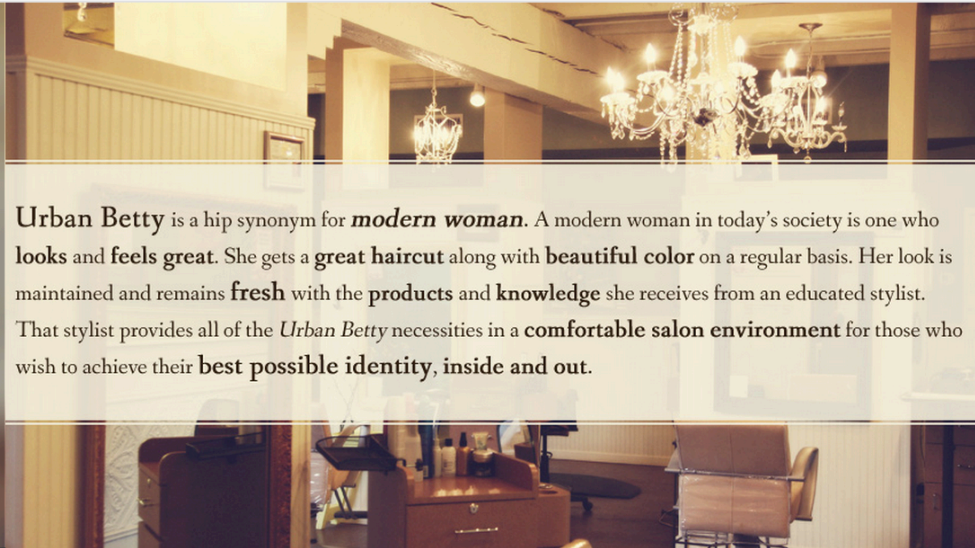 Urban Betty is a hip synonym for modern woman. A modern woman in today's society is one who
looks and feels great. She gets a great haircut along with beautiful color on a regular basis. Her look is
maintained and remains fresh with the products and knowledge she receives from an educated stylist.
That stylist provides all of the Urban Betty necessities in a comfortable salon environment for those who
wish to achieve their best possible identity, inside and out.